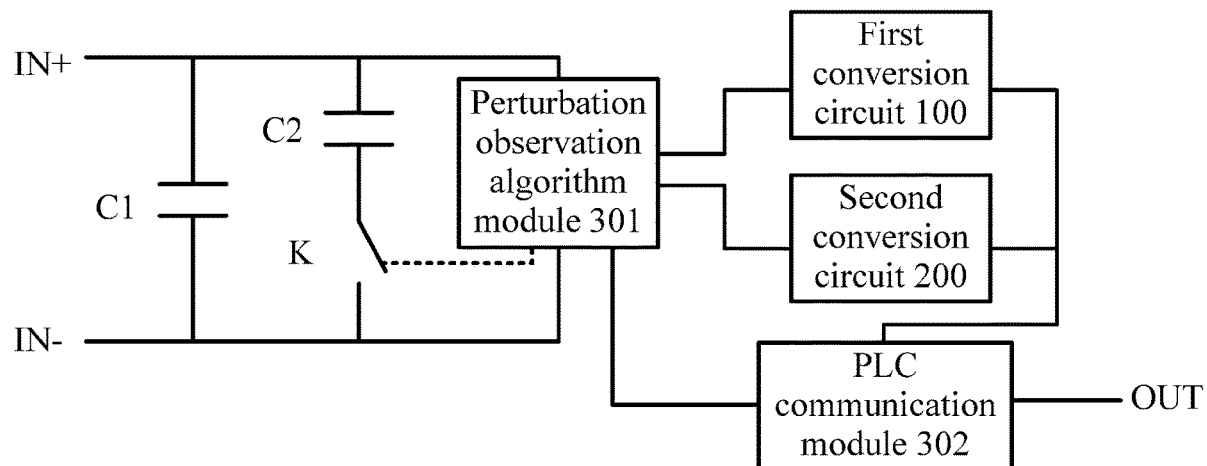 IN+
C1
C2
K
IN-
Perturbation
observation
algorithm
module 301
First
conversion
circuit 100
Second
conversion
circuit 200
PLC
communication
module 302
OUT